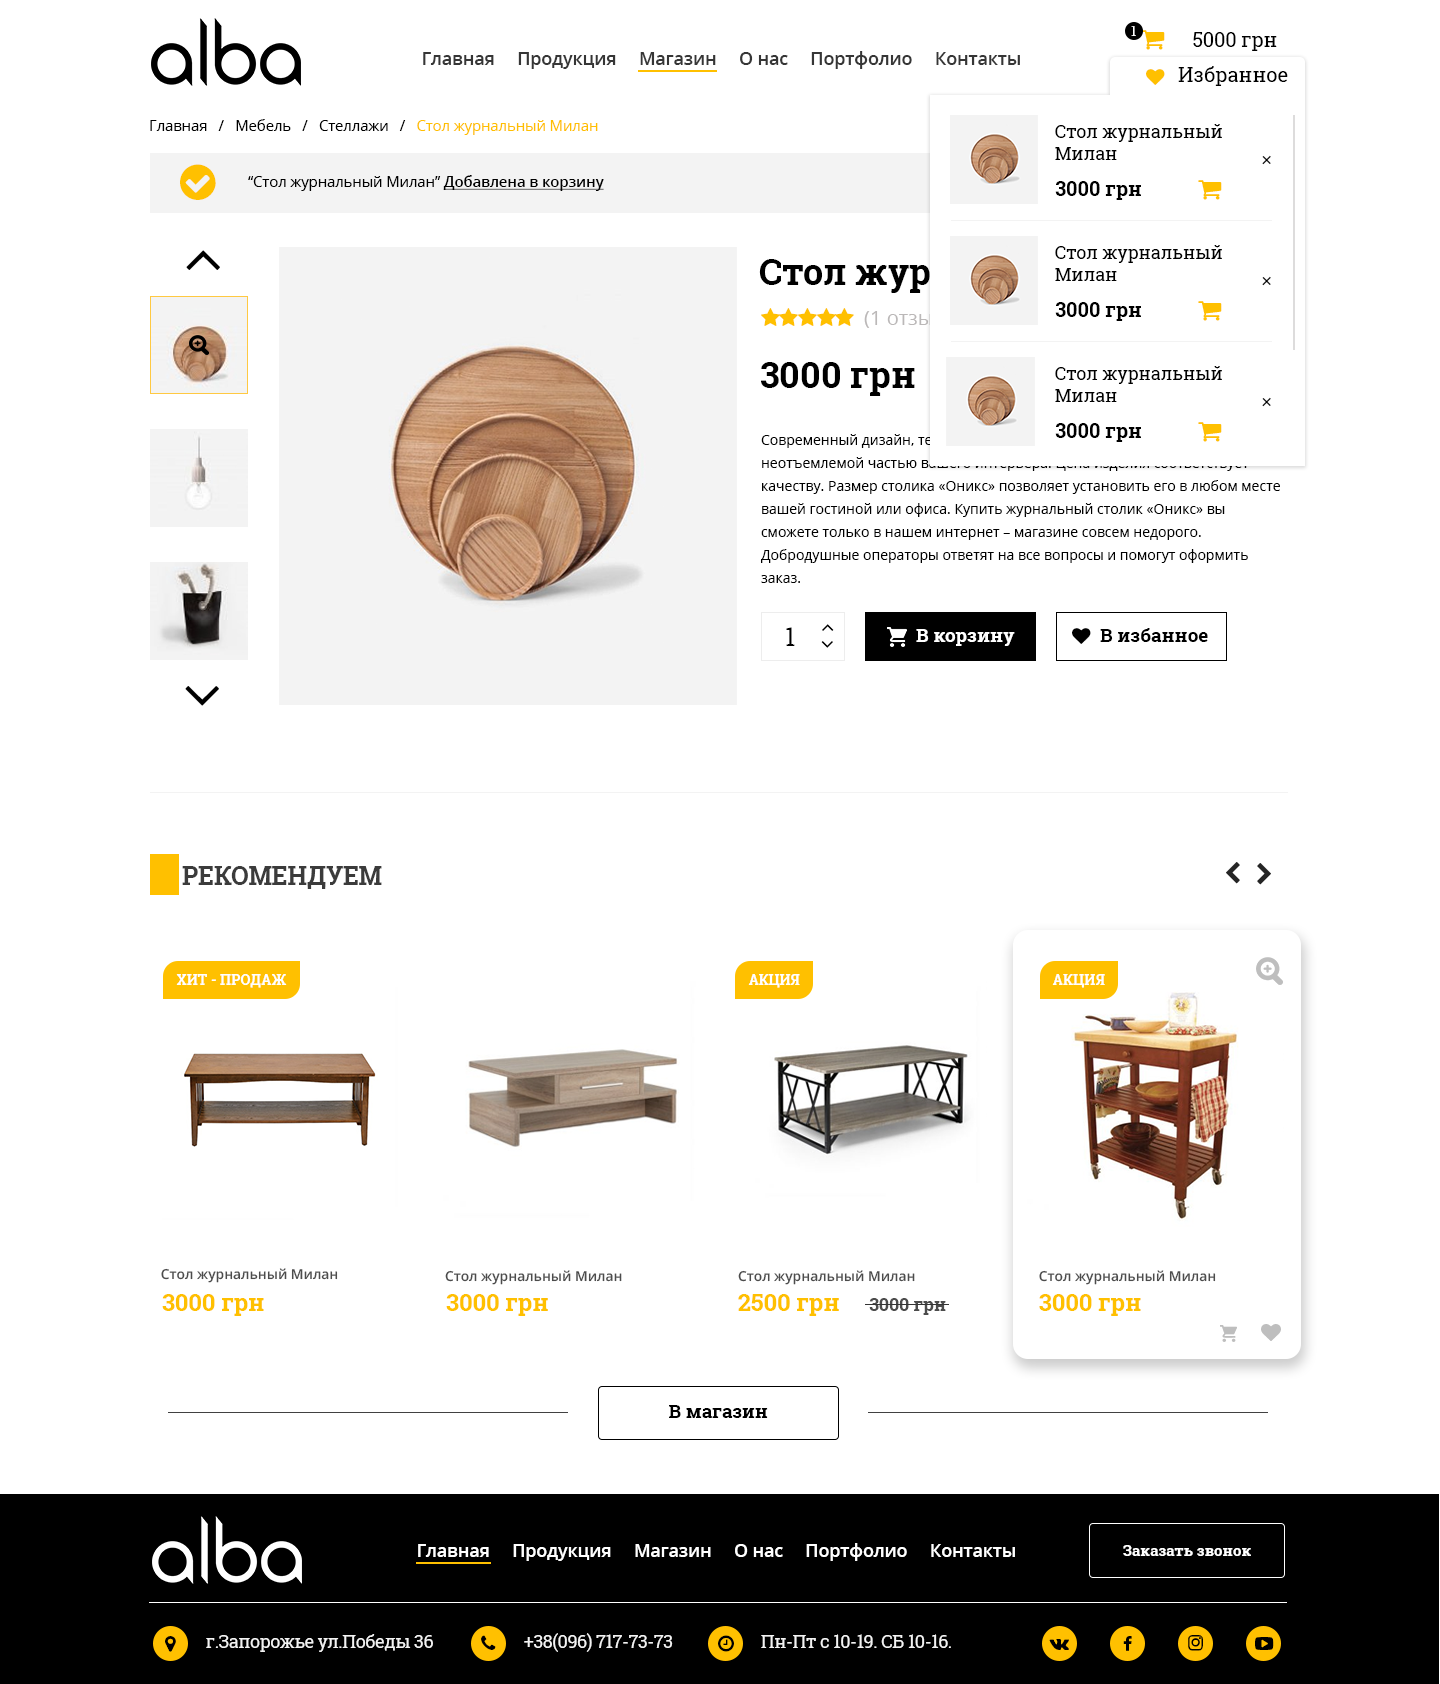 alba
Главная Продукция Магазин О нас Портфолио Контакты
1 5000 грн
Избранное
Главная / Мебель / Стеллажи / Стол журнальный Милан
“Стол журнальный Милан” Добавлена в корзину
Стол журнальный
Милан
×
3000 грн
Стол журнальный
Милан
×
3000 грн
Стол журнальный
Милан
×
3000 грн
Стол жур
(1 отзы
3000 грн
Современный дизайн, те
неотъемлемой частью вашего интерьера. Цена изделия соответствует
качеству. Размер столика «Оникс» позволяет установить его в любом месте
вашей гостиной или офиса. Купить журнальный столик «Оникс» вы
сможете только в нашем интернет – магазине совсем недорого.
Добродушные операторы ответят на все вопросы и помогут оформить
заказ.
1 В корзину В избанное
РЕКОМЕНДУЕМ
ХИТ - ПРОДАЖ
АКЦИЯ
АКЦИЯ
Стол журнальный Милан
3000 грн
Стол журнальный Милан
3000 грн
Стол журнальный Милан
2500 грн 3000 грн
Стол журнальный Милан
3000 грн
В магазин
alba
Главная Продукция Магазин О нас Портфолио Контакты
Заказать звонок
г.Запорожье ул.Победы 36 +38(096) 717-73-73 Пн-Пт с 10-19. СБ 10-16.